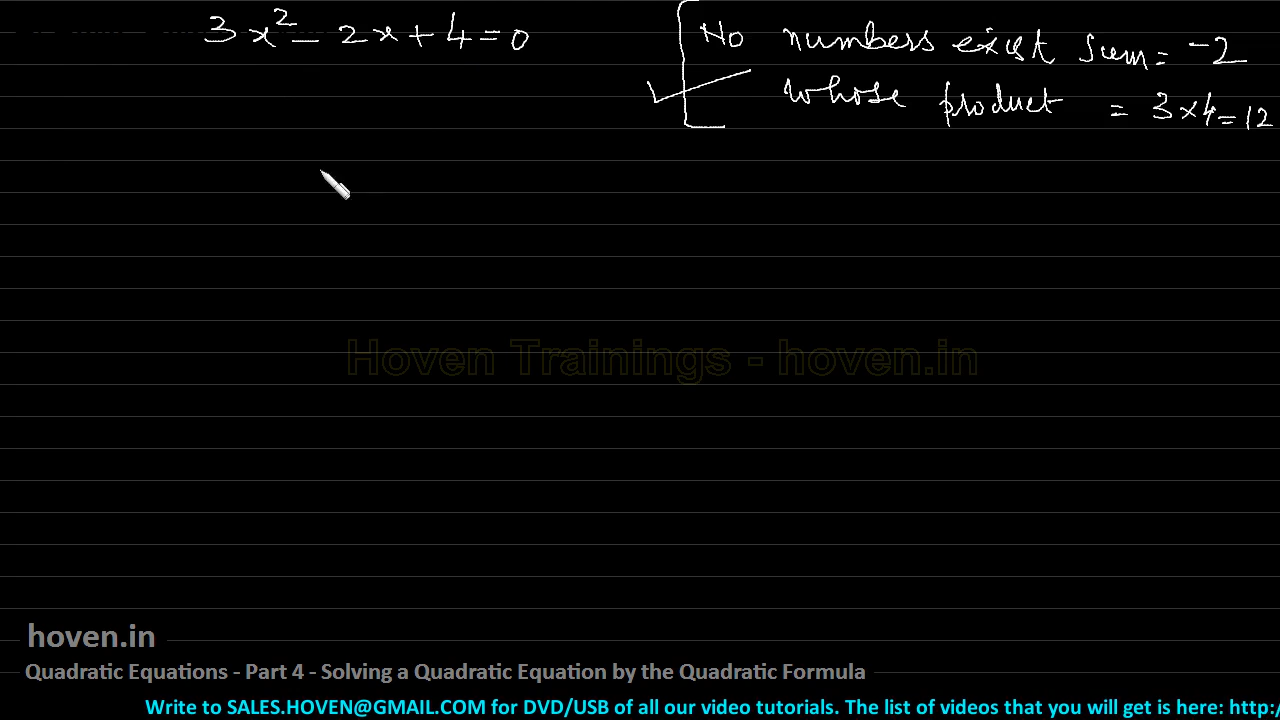 3x² - 2x + 4 = 0
No numbers exist sum = -2
whose product = 3 × 4 = 12
Hoven Trainings - hoven.in
hoven.in
Quadratic Equations - Part 4 - Solving a Quadratic Equation by the Quadratic Formula
Write to SALES.HOVEN@GMAIL.COM for DVD/USB of all our video tutorials. The list of videos that you will get is here: http:/